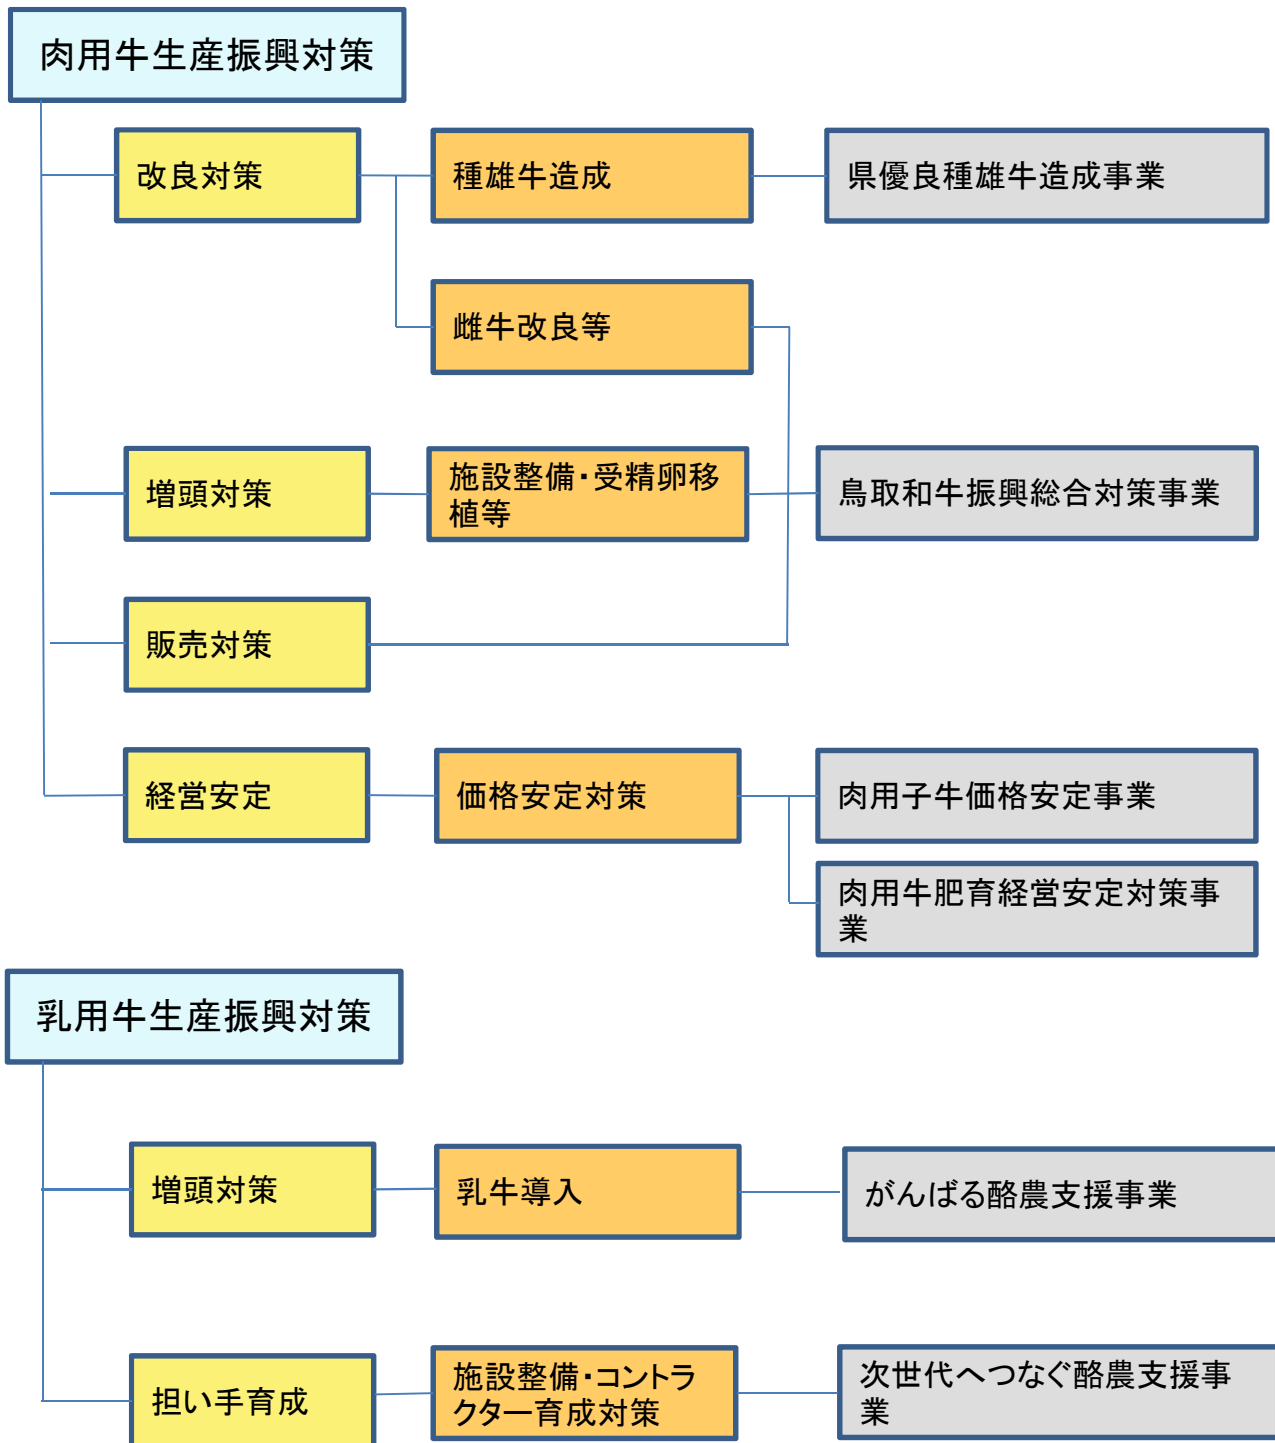 肉用牛生産振興対策
改良対策
種雄牛造成
県優良種雄牛造成事業
雌牛改良等
増頭対策
施設整備・受精卵移
植等
鳥取和牛振興総合対策事業
販売対策
経営安定
価格安定対策
肉用子牛価格安定事業
肉用牛肥育経営安定対策事
業
乳用牛生産振興対策
増頭対策
乳牛導入
がんばる酪農支援事業
担い手育成
施設整備・コントラ
クター育成対策
次世代へつなぐ酪農支援事
業